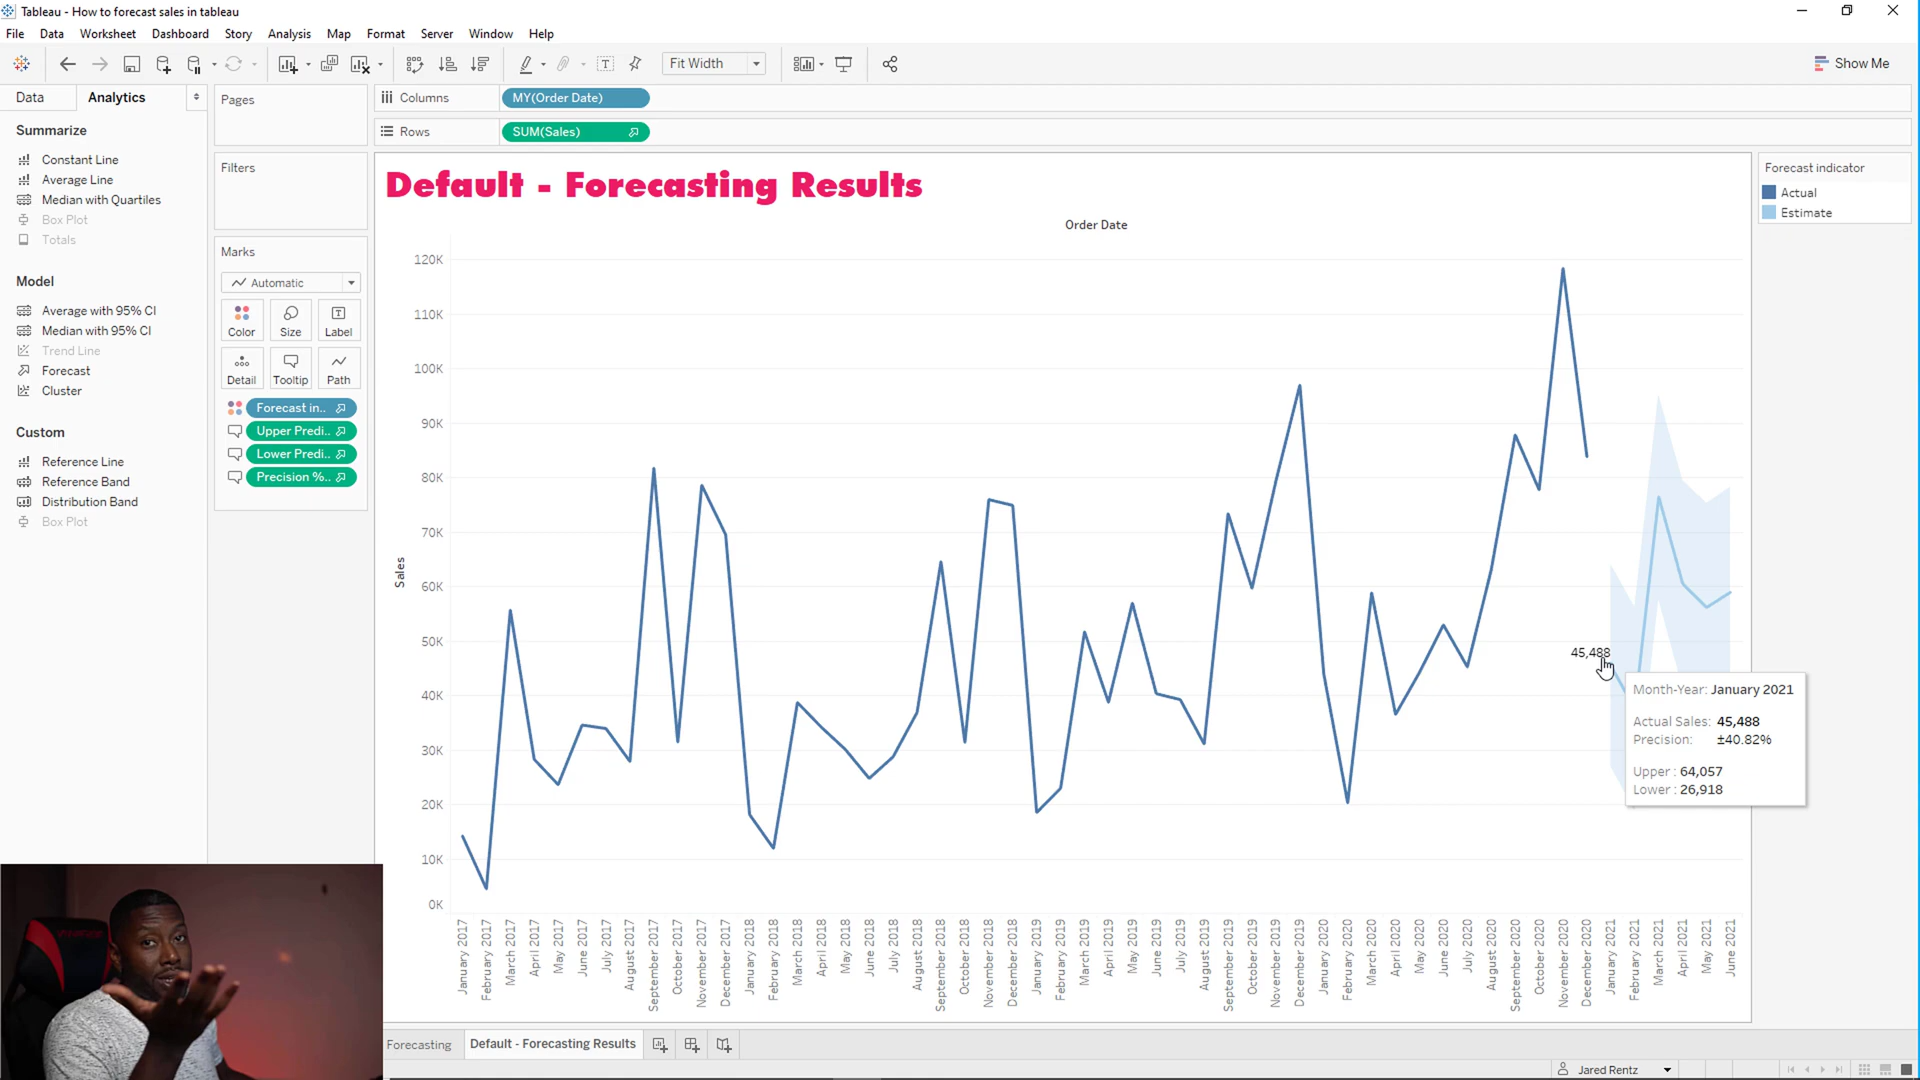 Tableau - How to forecast sales in tableau
File Data Worksheet Dashboard Story Analysis Map Format Server Window Help
Fit Width
Show Me
Data Analytics
Summarize
Constant Line
Average Line
Median with Quartiles
Box Plot
Totals
Model
Average with 95% CI
Median with 95% CI
Trend Line
Forecast
Cluster
Custom
Reference Line
Reference Band
Distribution Band
Box Plot
Pages
Filters
Marks
Automatic
Color Size Label
Detail Tooltip Path
Forecast in..
Upper Predi..
Lower Predi..
Precision %..
Columns MY(Order Date)
Rows SUM(Sales)
Default - Forecasting Results
Order Date
120K
110K
100K
90K
80K
70K
60K
50K
40K
30K
20K
10K
0K
Sales
45,488
Month-Year: January 2021
Actual Sales: 45,488
Precision: ±40.82%
Upper : 64,057
Lower : 26,918
January 2017
February 2017
March 2017
April 2017
May 2017
June 2017
July 2017
August 2017
September 2017
October 2017
November 2017
December 2017
January 2018
February 2018
March 2018
April 2018
May 2018
June 2018
July 2018
August 2018
September 2018
October 2018
November 2018
December 2018
January 2019
February 2019
March 2019
April 2019
May 2019
June 2019
July 2019
August 2019
September 2019
October 2019
November 2019
December 2019
January 2020
February 2020
March 2020
April 2020
May 2020
June 2020
July 2020
August 2020
September 2020
October 2020
November 2020
December 2020
January 2021
February 2021
March 2021
April 2021
May 2021
June 2021
Forecast indicator
Actual
Estimate
Forecasting
Default - Forecasting Results
Jared Rentz